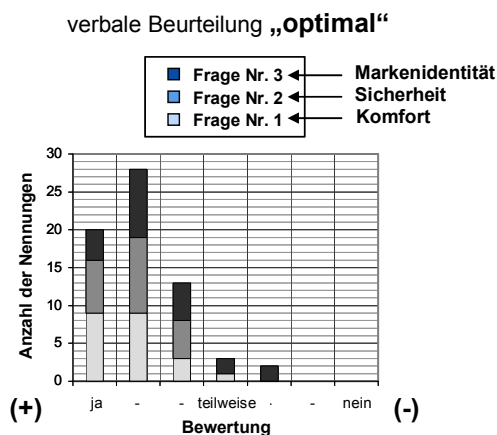 verbale Beurteilung „optimal“
Frage Nr. 3 Markenidentität
Frage Nr. 2 Sicherheit
Frage Nr. 1 Komfort
Anzahl der Nennungen
30
25
20
15
10
5
0
(+) ja - - teilweise - - nein (-)
Bewertung